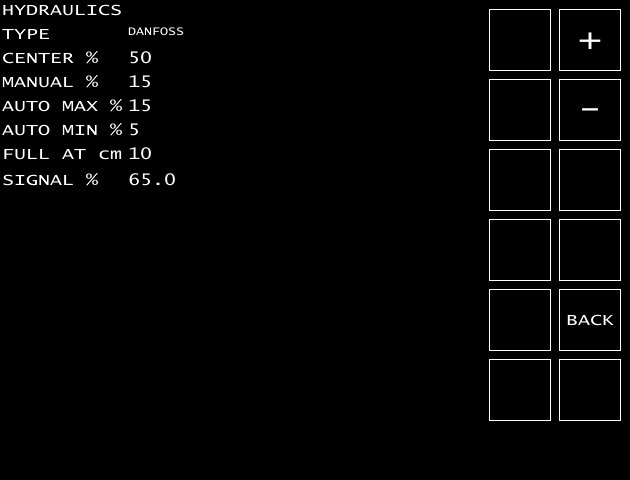 HYDRAULICS
TYPE DANFOSS
CENTER % 50
MANUAL % 15
AUTO MAX % 15
AUTO MIN % 5
FULL AT cm 10
SIGNAL % 65.0
+
-
BACK